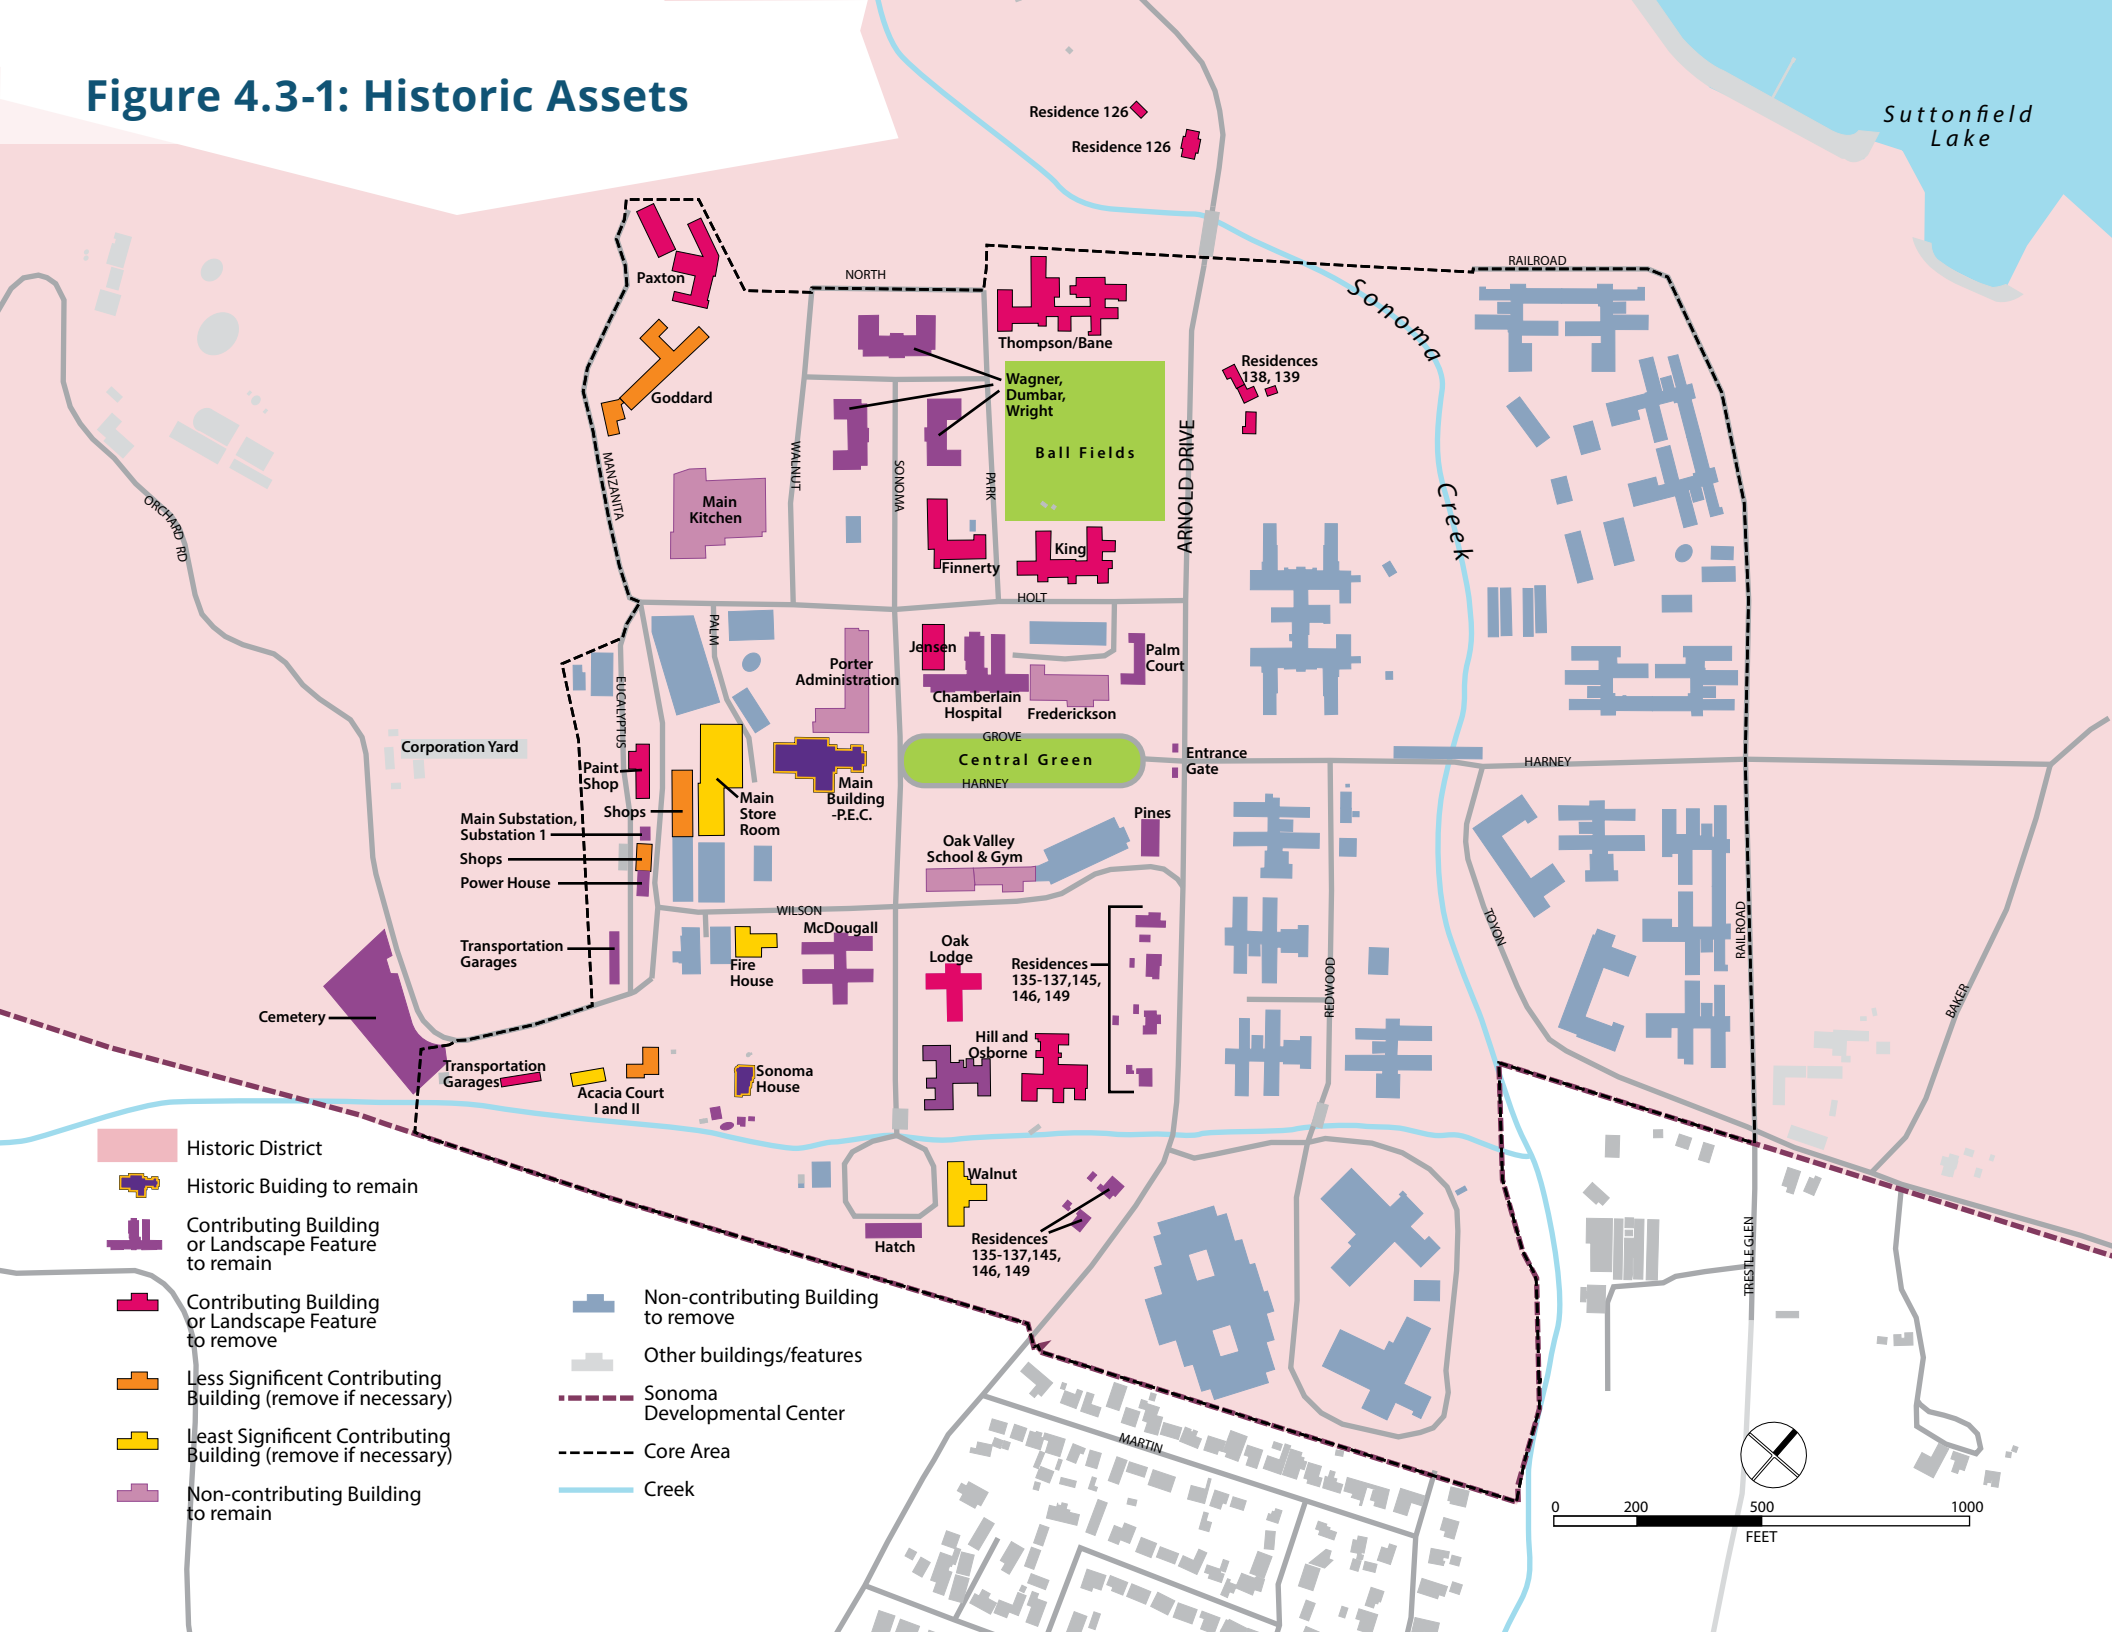 Figure 4.3-1: Historic Assets
Suttonfield
Lake
Residence 126
Residence 126
RAILROAD
NORTH
Paxton
Sonoma
Creek
Thompson/Bane
Residences
138, 139
Wagner,
Dumbar,
Wright
Goddard
Ball Fields
ARNOLD DRIVE
MANZANITA
WALNUT
SONOMA
PARK
ORCHARD RD
Main
Kitchen
King
Finnerty
HOLT
PALM
Jensen
Palm
Court
Porter
Administration
EUCALYPTUS
Chamberlain
Hospital
Frederickson
GROVE
Central Green
HARNEY
Entrance
Gate
HARNEY
Corporation Yard
Paint
Shop
Main
Building
-P.E.C.
Main
Store
Room
Shops
Main Substation,
Substation 1
Shops
Power House
Pines
Oak Valley
School & Gym
WILSON
McDougall
TOYON
RAILROAD
Transportation
Garages
Fire
House
Oak
Lodge
Residences
135-137,145,
146, 149
REDWOOD
BAKER
Cemetery
Hill and
Osborne
Transportation
Garages
Acacia Court
I and II
Sonoma
House
Walnut
Hatch
Residences
135-137,145,
146, 149
TRESTLE GLEN
MARTIN
Historic District
Historic Buiding to remain
Contributing Building
or Landscape Feature
to remain
Contributing Building
or Landscape Feature
to remove
Less Significant Contributing
Building (remove if necessary)
Least Significant Contributing
Building (remove if necessary)
Non-contributing Building
to remain
Non-contributing Building
to remove
Other buildings/features
Sonoma
Developmental Center
Core Area
Creek
0 200 500 1000
FEET